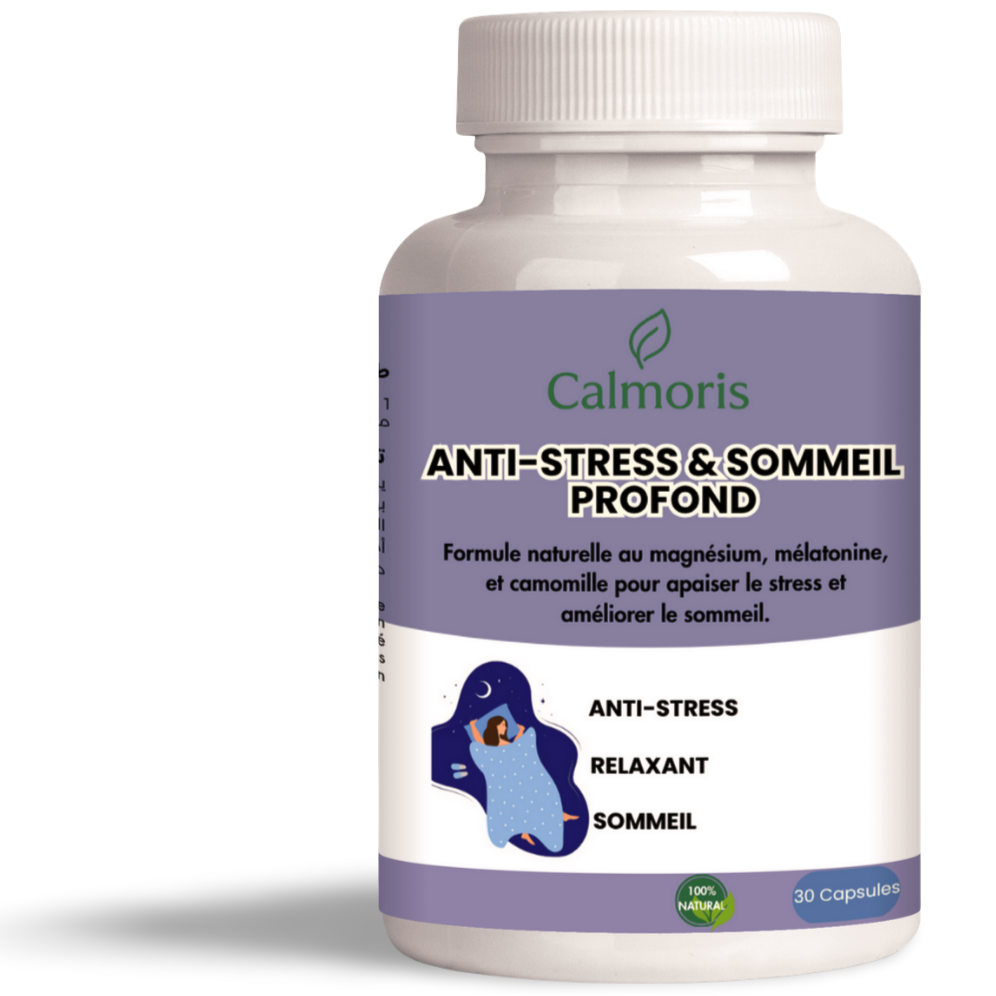 Calmoris
ANTI-STRESS & SOMMEIL
PROFOND
Formule naturelle au magnésium, mélatonine,
et camomille pour apaiser le stress et
améliorer le sommeil.
ANTI-STRESS
RELAXANT
SOMMEIL
100%
NATURAL
30 Capsules